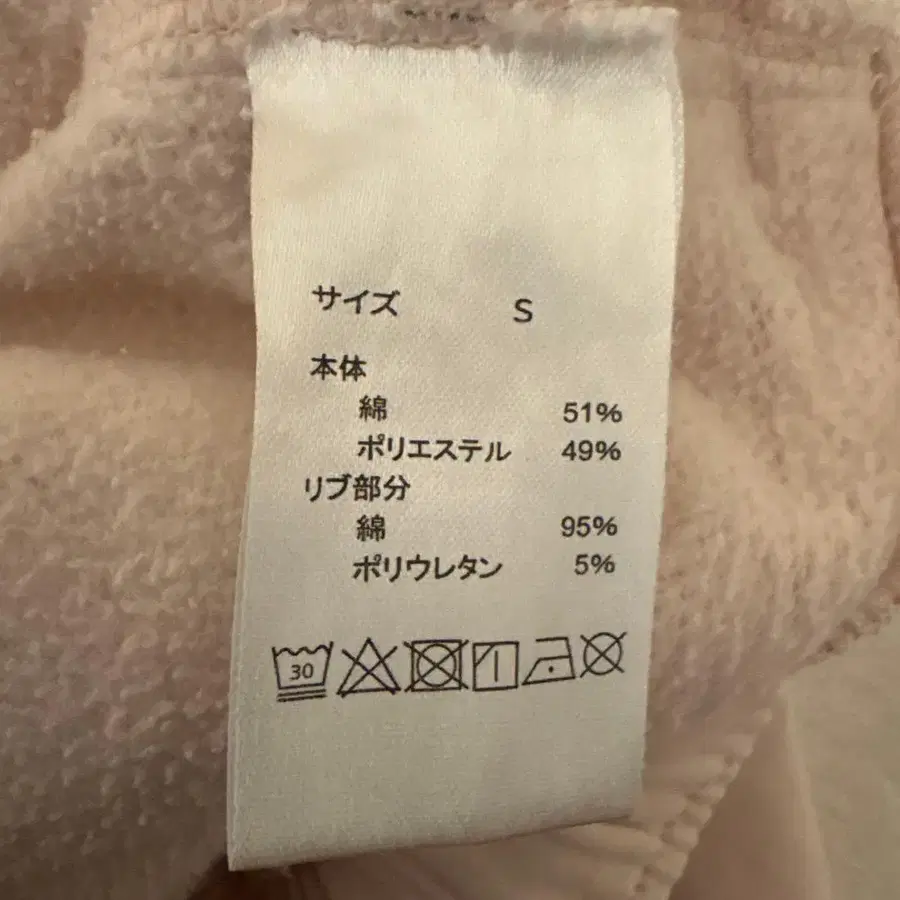 サイズ S
本体
綿 51%
ポリエステル 49%
リブ部分
綿 95%
ポリウレタン 5%
30